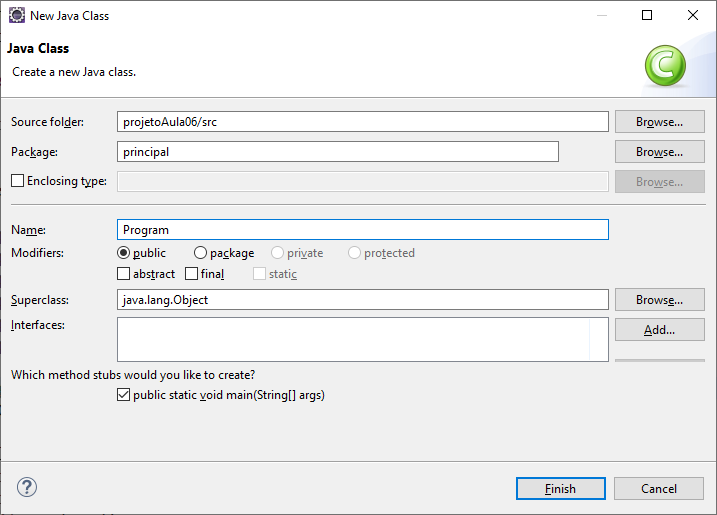 New Java Class
Java Class
Create a new Java class.
Source folder: projetoAula06/src Browse...
Package: principal Browse...
Enclosing type: Browse...
Name: Program
Modifiers: public package private protected
abstract final static
Superclass: java.lang.Object Browse...
Interfaces: Add...
Which method stubs would you like to create?
public static void main(String[] args)
Finish Cancel